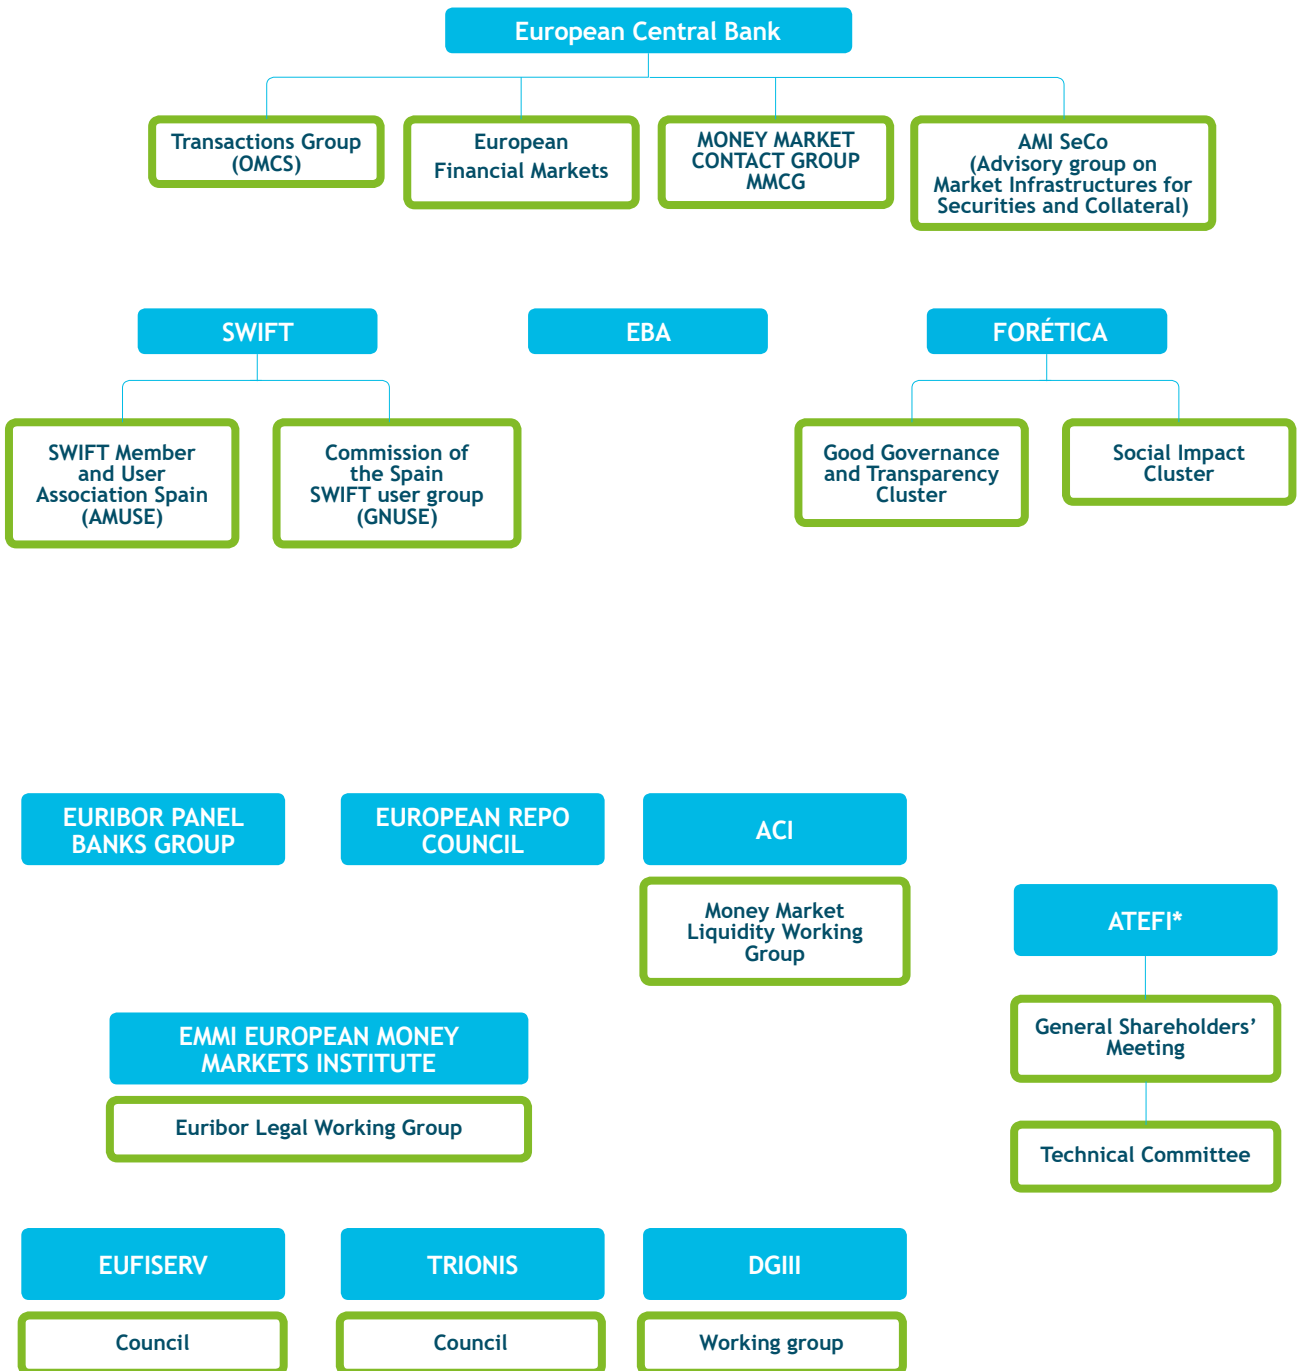 European Central Bank
Transactions Group
(OMCS)
European
Financial Markets
MONEY MARKET
CONTACT GROUP
MMCG
AMI SeCo
(Advisory group on
Market Infrastructures for
Securities and Collateral)
SWIFT
EBA
FORÉTICA
SWIFT Member
and User
Association Spain
(AMUSE)
Commission of
the Spain
SWIFT user group
(GNUSE)
Good Governance
and Transparency
Cluster
Social Impact
Cluster
EURIBOR PANEL
BANKS GROUP
EUROPEAN REPO
COUNCIL
ACI
Money Market
Liquidity Working
Group
ATEFI*
General Shareholders’
Meeting
Technical Committee
EMMI EUROPEAN MONEY
MARKETS INSTITUTE
Euribor Legal Working Group
EUFISERV
Council
TRIONIS
Council
DGIII
Working group